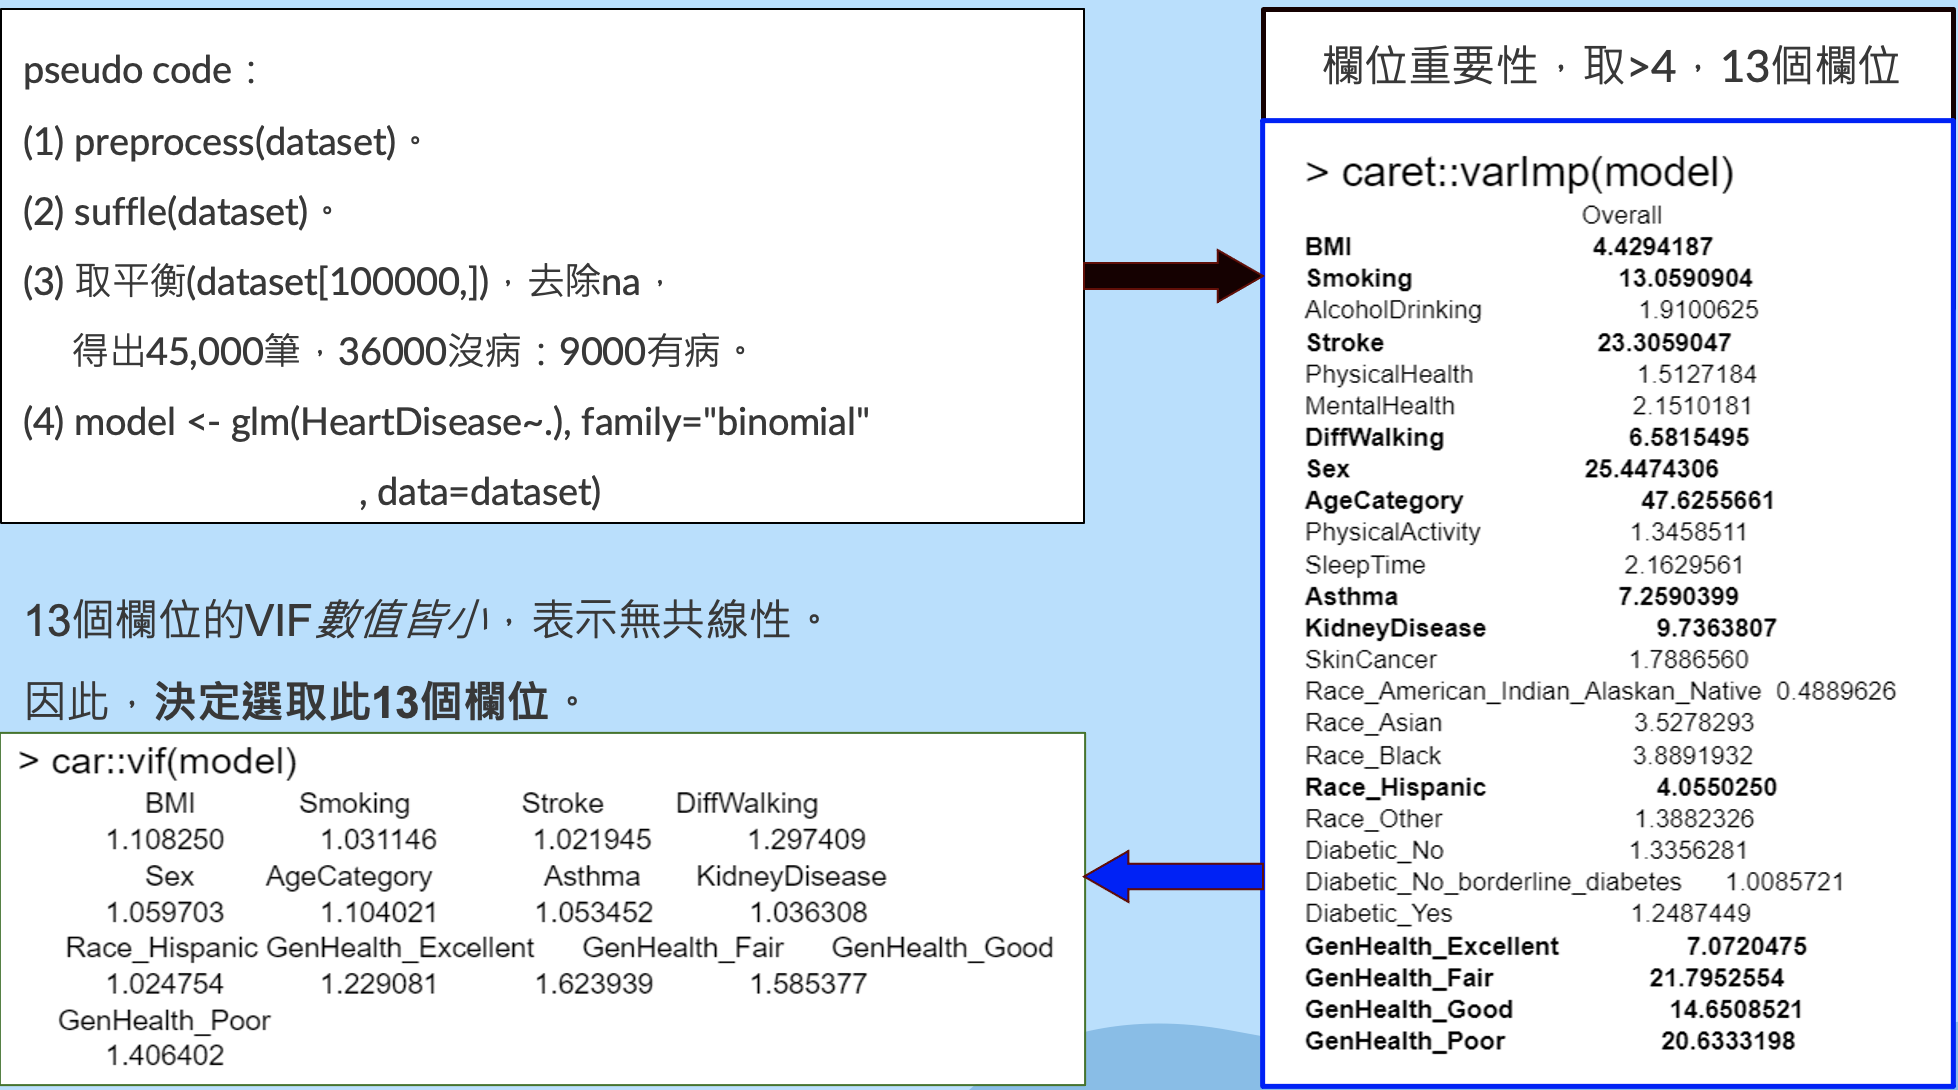 pseudo code：
(1) preprocess(dataset)。
(2) suffle(dataset)。
(3) 取平衡(dataset[100000,])，去除na，
得出45,000筆，36000沒病：9000有病。
(4) model <- glm(HeartDisease~.), family="binomial"
, data=dataset)
13個欄位的VIF數值皆小，表示無共線性。
因此，決定選取此13個欄位。
> car::vif(model)
BMI Smoking Stroke DiffWalking
1.108250 1.031146 1.021945 1.297409
Sex AgeCategory Asthma KidneyDisease
1.059703 1.104021 1.053452 1.036308
Race_Hispanic GenHealth_Excellent GenHealth_Fair GenHealth_Good
1.024754 1.229081 1.623939 1.585377
GenHealth_Poor
1.406402
欄位重要性，取>4，13個欄位
> caret::varImp(model)
Overall
BMI 4.4294187
Smoking 13.0590904
AlcoholDrinking 1.9100625
Stroke 23.3059047
PhysicalHealth 1.5127184
MentalHealth 2.1510181
DiffWalking 6.5815495
Sex 25.4474306
AgeCategory 47.6255661
PhysicalActivity 1.3458511
SleepTime 2.1629561
Asthma 7.2590399
KidneyDisease 9.7363807
SkinCancer 1.7886560
Race_American_Indian_Alaskan_Native 0.4889626
Race_Asian 3.5278293
Race_Black 3.8891932
Race_Hispanic 4.0550250
Race_Other 1.3882326
Diabetic_No 1.3356281
Diabetic_No_borderline_diabetes 1.0085721
Diabetic_Yes 1.2487449
GenHealth_Excellent 7.0720475
GenHealth_Fair 21.7952554
GenHealth_Good 14.6508521
GenHealth_Poor 20.6333198